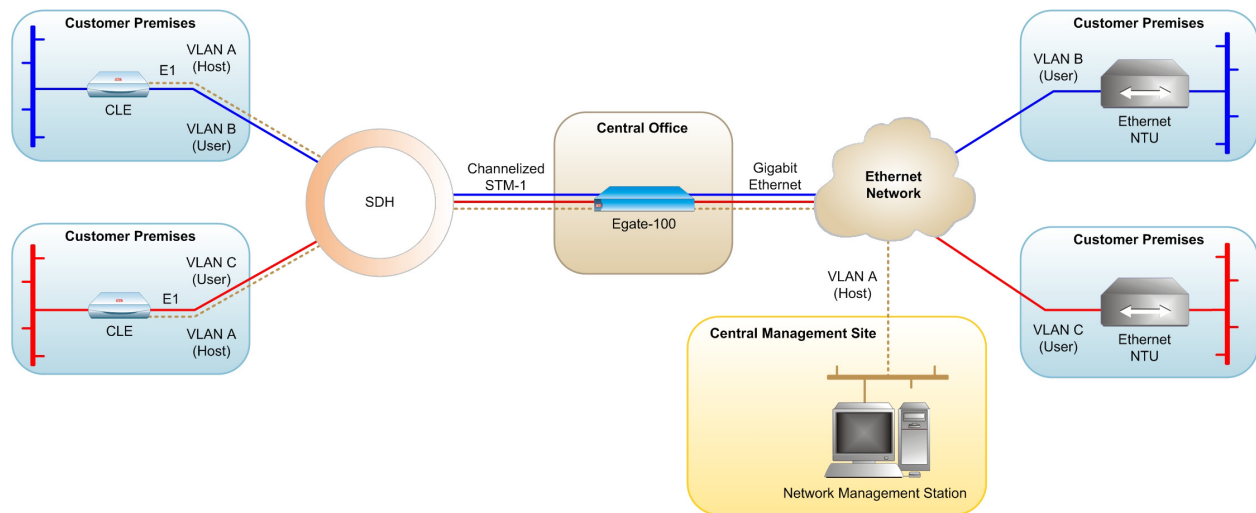 Customer Premises
VLAN A
(Host)
E1
CLE
VLAN B
(User)
Customer Premises
VLAN C
(User)
E1
CLE
VLAN A
(Host)
SDH
Channelized
STM-1
Central Office
Egate-100
Gigabit
Ethernet
Ethernet
Network
VLAN A
(Host)
Central Management Site
Network Management Station
Customer Premises
VLAN B
(User)
Ethernet
NTU
Customer Premises
VLAN C
(User)
Ethernet
NTU